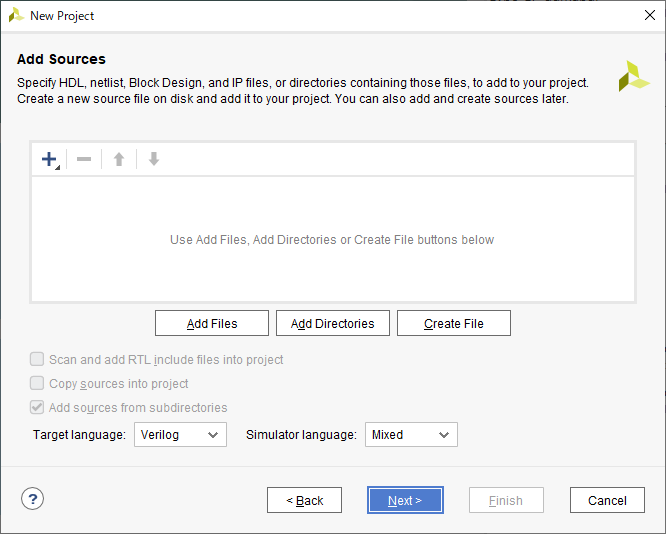 New Project
Add Sources
Specify HDL, netlist, Block Design, and IP files, or directories containing those files, to add to your project.
Create a new source file on disk and add it to your project. You can also add and create sources later.
Use Add Files, Add Directories or Create File buttons below
Add Files
Add Directories
Create File
Scan and add RTL include files into project
Copy sources into project
Add sources from subdirectories
Target language: Verilog
Simulator language: Mixed
?
< Back
Next >
Finish
Cancel